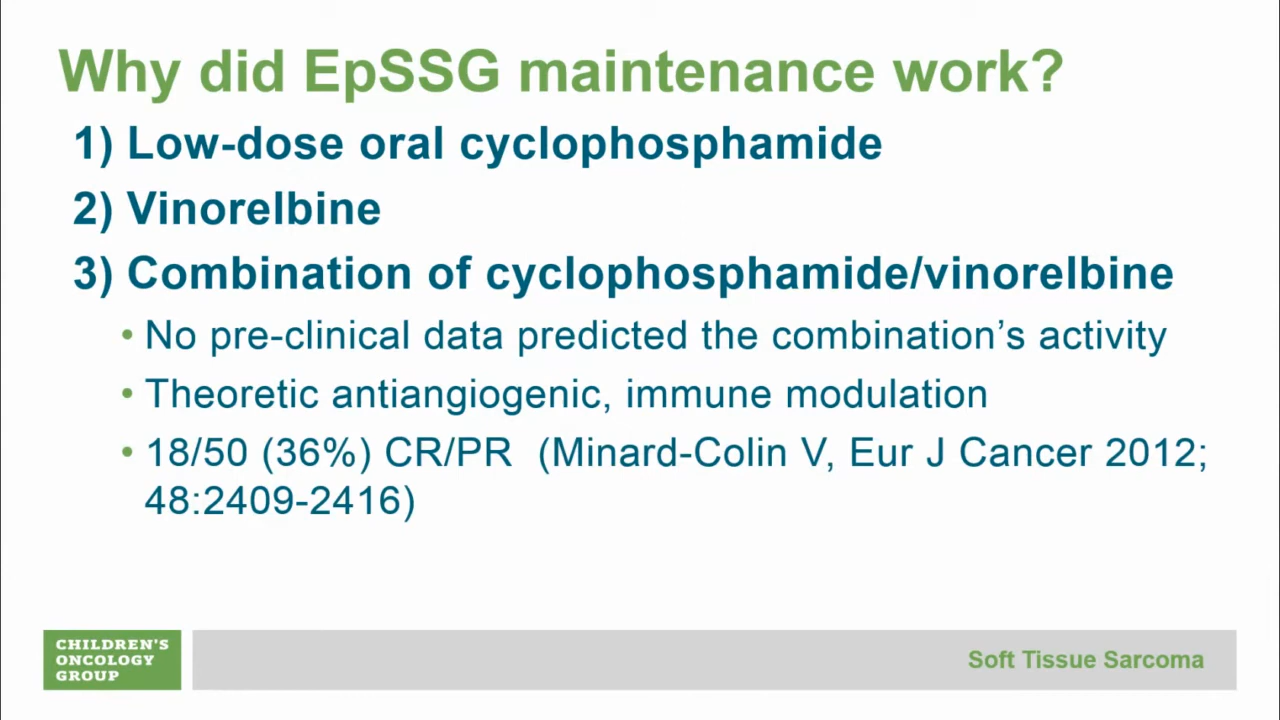 Why did EpSSG maintenance work?
1) Low-dose oral cyclophosphamide
2) Vinorelbine
3) Combination of cyclophosphamide/vinorelbine
• No pre-clinical data predicted the combination’s activity
• Theoretic antiangiogenic, immune modulation
• 18/50 (36%) CR/PR (Minard-Colin V, Eur J Cancer 2012;
48:2409-2416)
CHILDREN'S
ONCOLOGY
GROUP
Soft Tissue Sarcoma